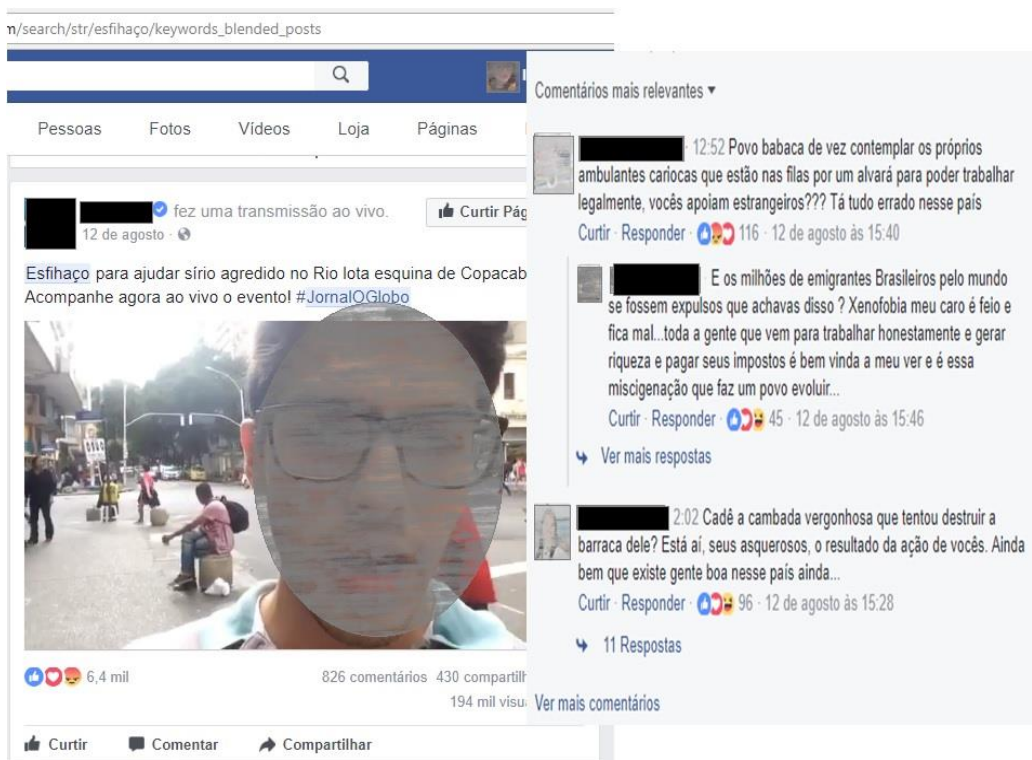 m/search/str/esfihaço/keywords_blended_posts
Pessoas Fotos Vídeos Loja Páginas
fez uma transmissão ao vivo.
Curtir Pág
12 de agosto
Esfihaço para ajudar sírio agredido no Rio lota esquina de Copacab
Acompanhe agora ao vivo o evento! #JornalOGlobo
6,4 mil
826 comentários 430 compartilh
194 mil visu
Curtir Comentar Compartilhar
Comentários mais relevantes
12:52 Povo babaca de vez contemplar os próprios
ambulantes cariocas que estão nas filas por um alvará para poder trabalhar
legalmente, vocês apoiam estrangeiros??? Tá tudo errado nesse país
Curtir · Responder · 116 · 12 de agosto às 15:40
E os milhões de emigrantes Brasileiros pelo mundo
se fossem expulsos que achavas disso ? Xenofobia meu caro é feio e
fica mal...toda a gente que vem para trabalhar honestamente e gerar
riqueza e pagar seus impostos é bem vinda a meu ver e é essa
miscigenação que faz um povo evoluir...
Curtir · Responder · 45 · 12 de agosto às 15:46
Ver mais respostas
2:02 Cadê a cambada vergonhosa que tentou destruir a
barraca dele? Está aí, seus asquerosos, o resultado da ação de vocês. Ainda
bem que existe gente boa nesse país ainda...
Curtir · Responder · 96 · 12 de agosto às 15:28
11 Respostas
Ver mais comentários